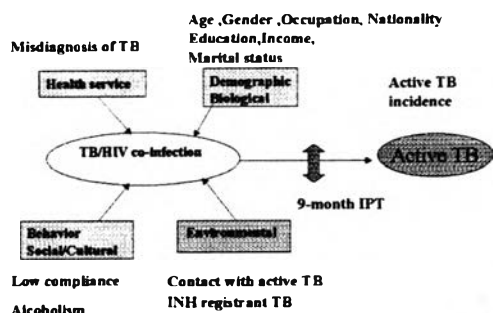 Age ,Gender ,Occupation, Nationality
Education,Income,
Marital status
Misdiagnosis of TB
Health service
Demographic
Biological
Active TB
incidence
TB/HIV co-infection
Active TB
9-month IPT
Behavior
Social/Cultural
Environmental
Low compliance
Alcoholism
Contact with active TB
INH registrant TB